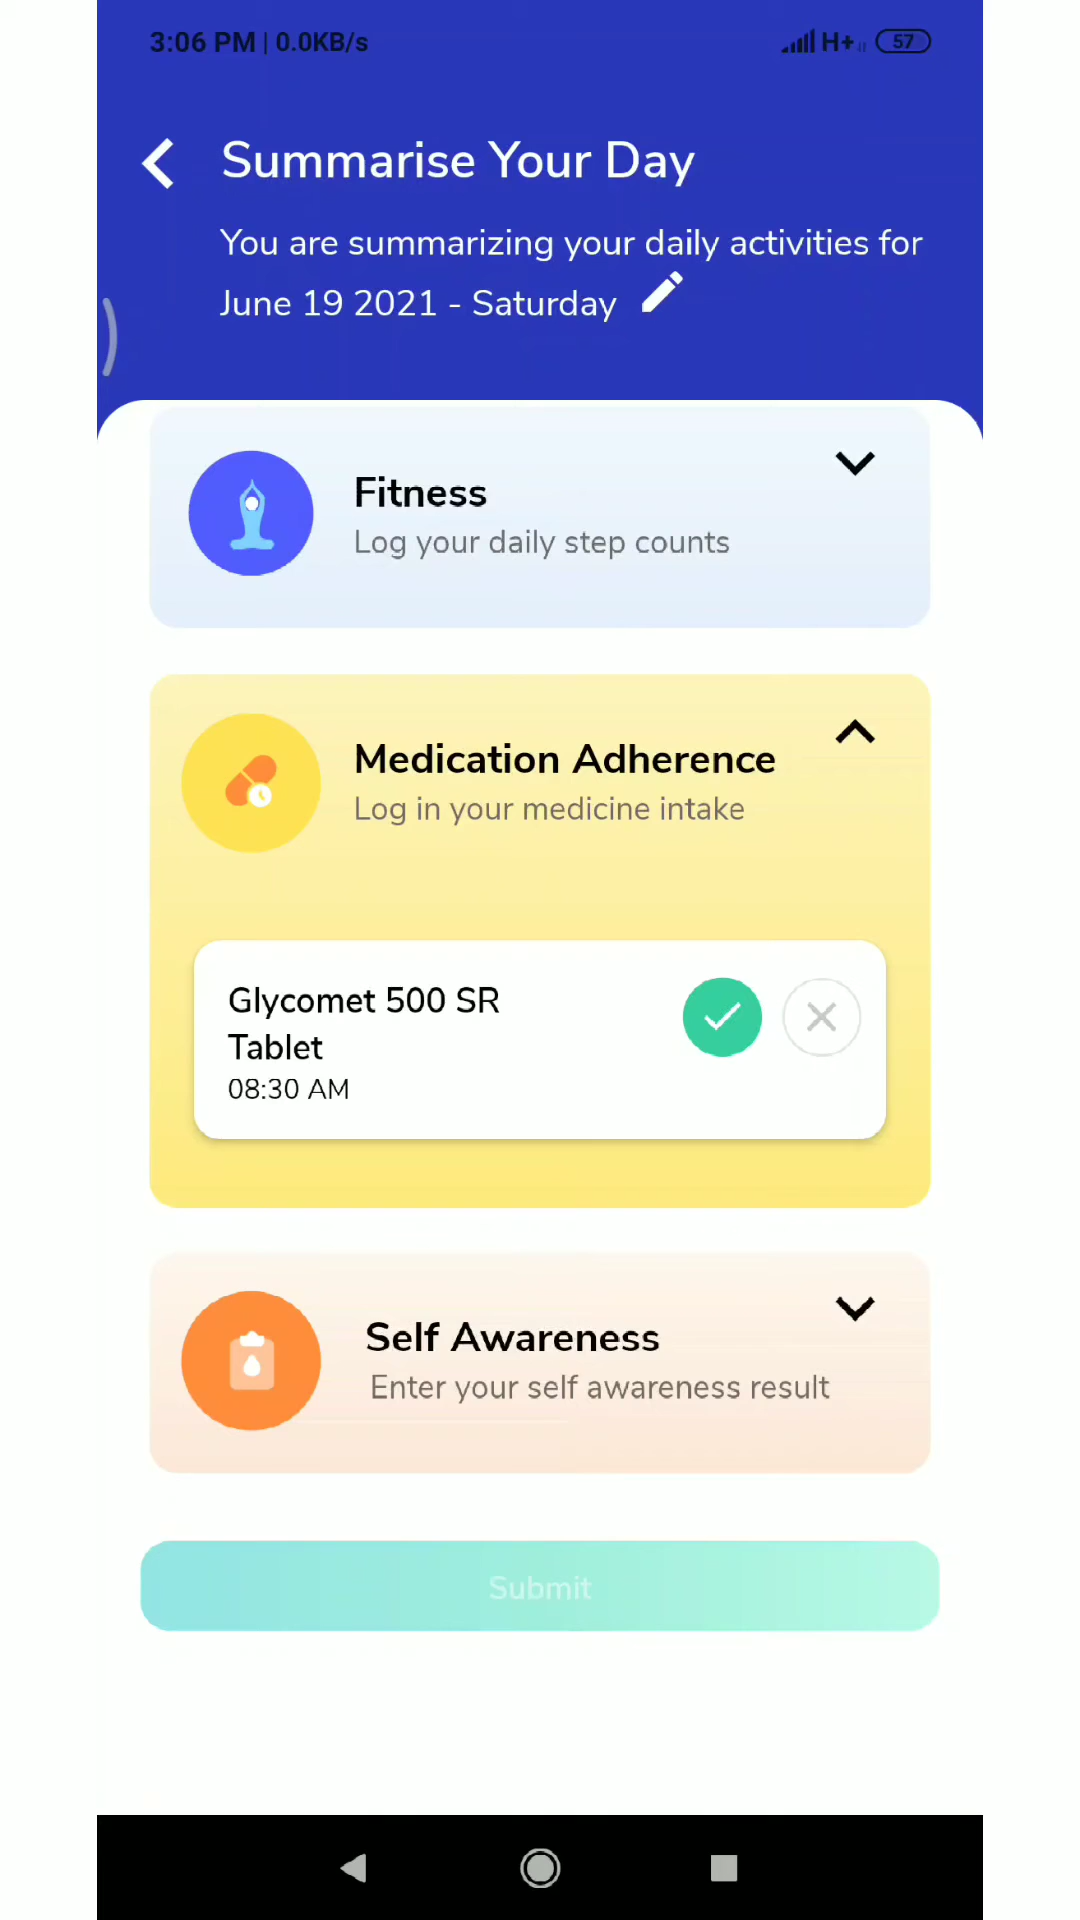 3:06 PM | 0.0KB/s H+ 57
Summarise Your Day
You are summarizing your daily activities for
June 19 2021 - Saturday
Fitness
Log your daily step counts
Medication Adherence
Log in your medicine intake
Glycomet 500 SR
Tablet
08:30 AM
Self Awareness
Enter your self awareness result
Submit